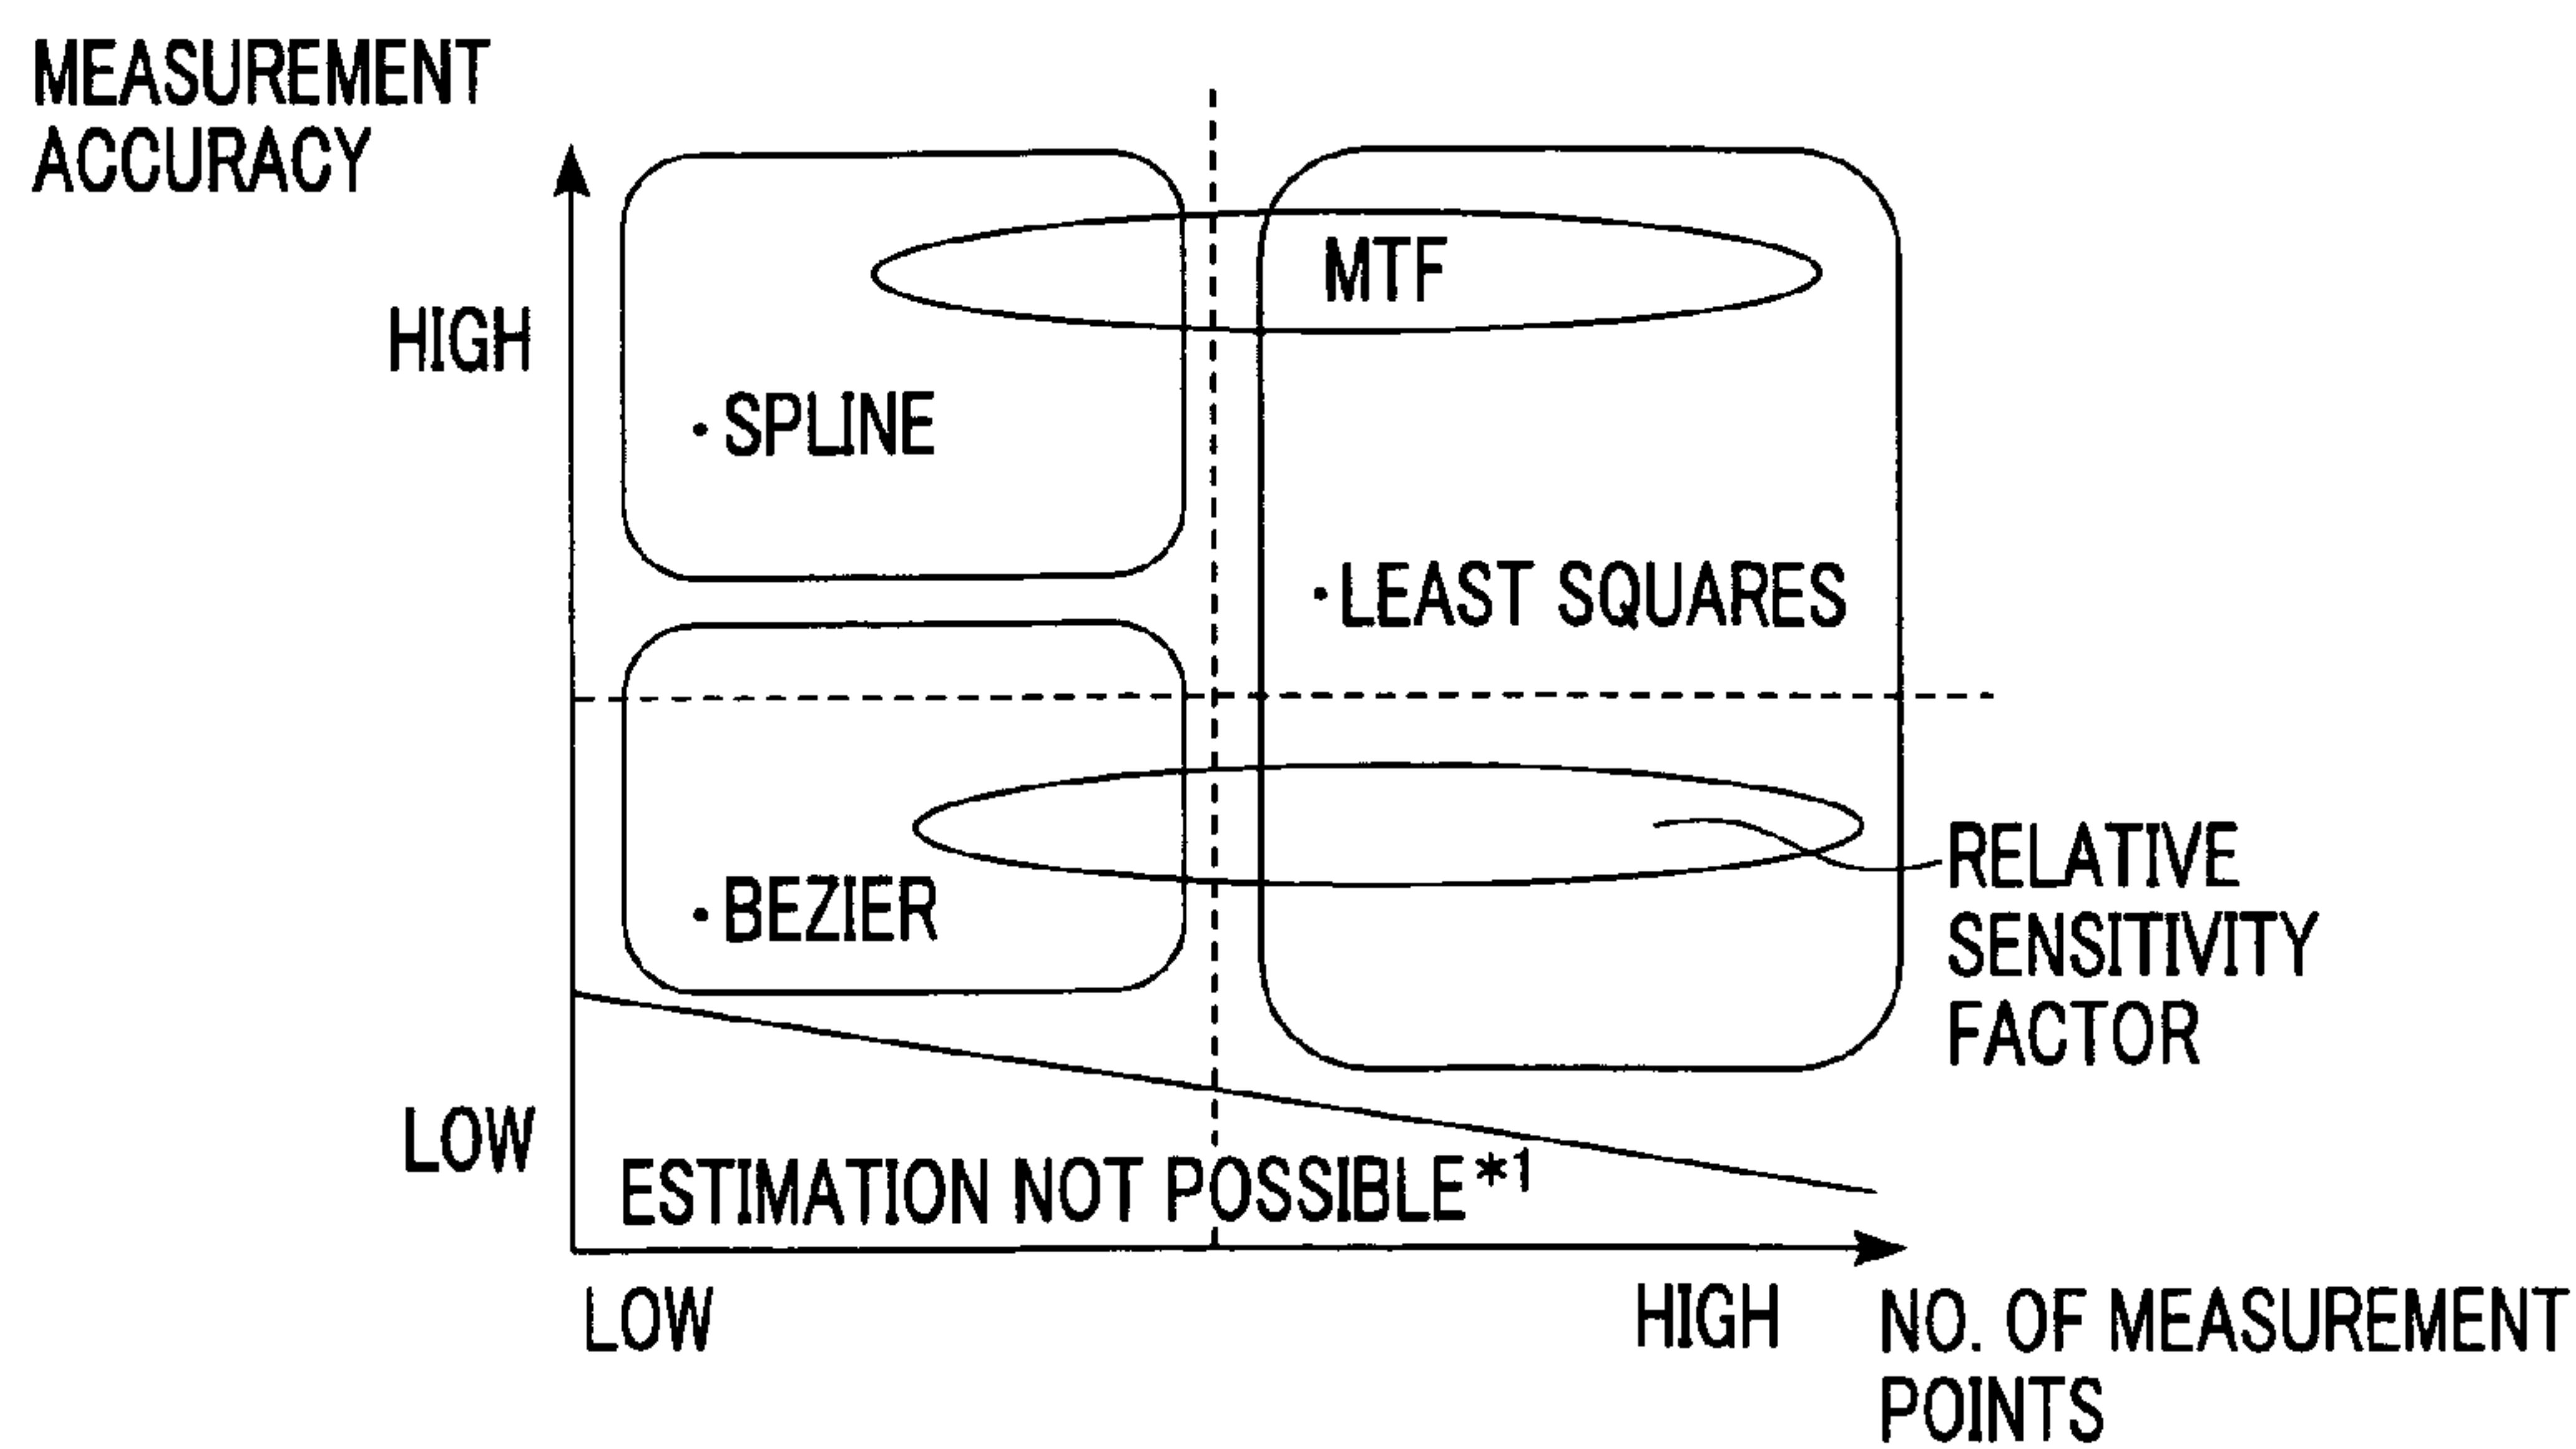 MEASUREMENT
ACCURACY
HIGH
MTF
・SPLINE
・LEAST SQUARES
・BEZIER
RELATIVE
SENSITIVITY
FACTOR
LOW
ESTIMATION NOT POSSIBLE*1
LOW
HIGH
NO. OF MEASUREMENT
POINTS